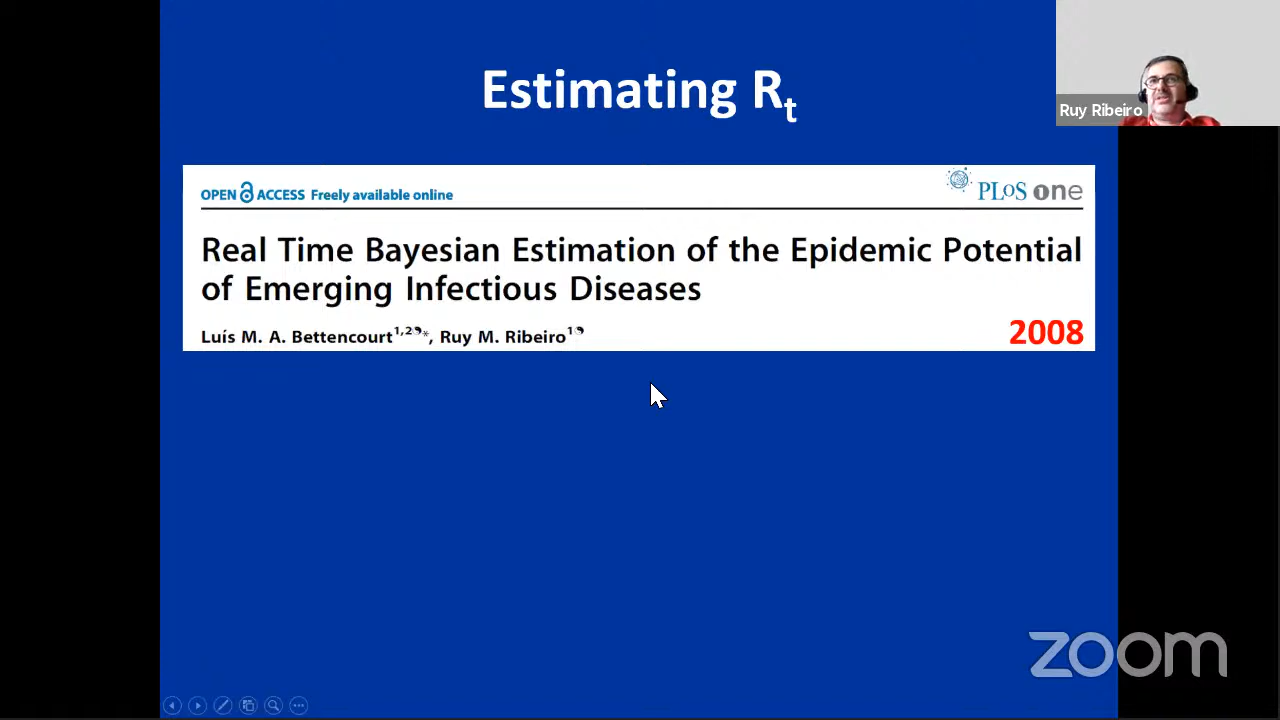 Estimating Rt
Ruy Ribeiro
OPEN ACCESS Freely available online
PLoS one
Real Time Bayesian Estimation of the Epidemic Potential
of Emerging Infectious Diseases
Luís M. A. Bettencourt1,2*, Ruy M. Ribeiro1
2008
zoom